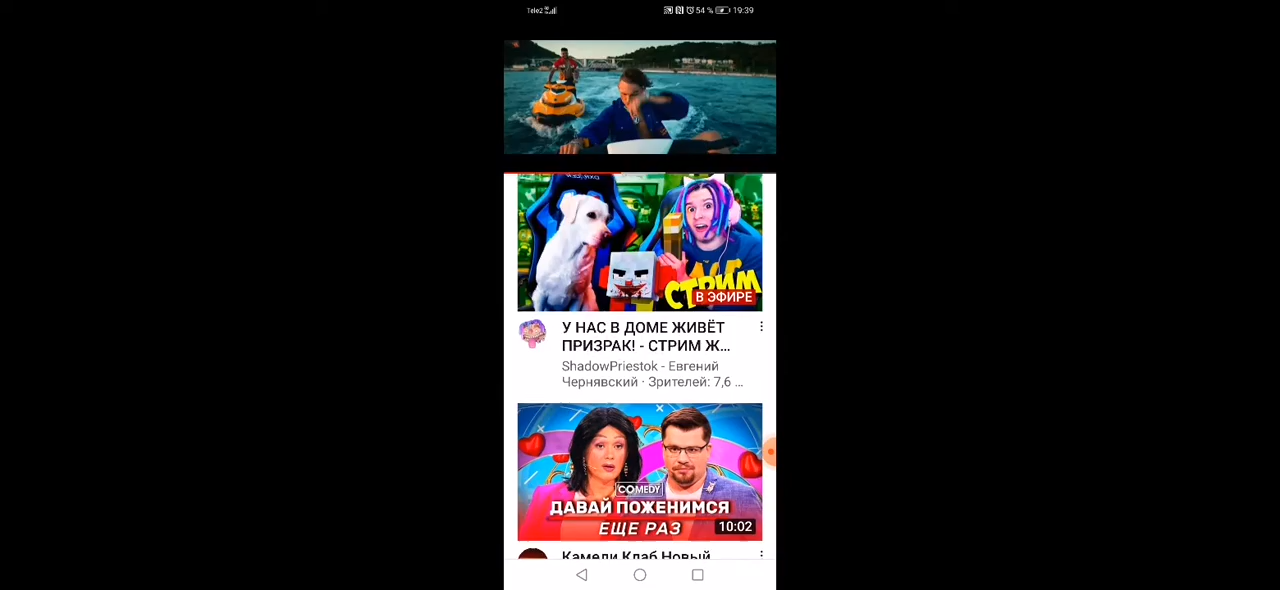 Tele2 54 % 19:39
СТРИМ
В ЭФИРЕ
У НАС В ДОМЕ ЖИВЁТ
ПРИЗРАК! - СТРИМ Ж...
ShadowPriestok - Евгений
Чернявский · Зрителей: 7,6 ...
COMEDY
ДАВАЙ ПОЖЕНИМСЯ
ЕЩЕ РАЗ
10:02
Камеди Клаб Новый